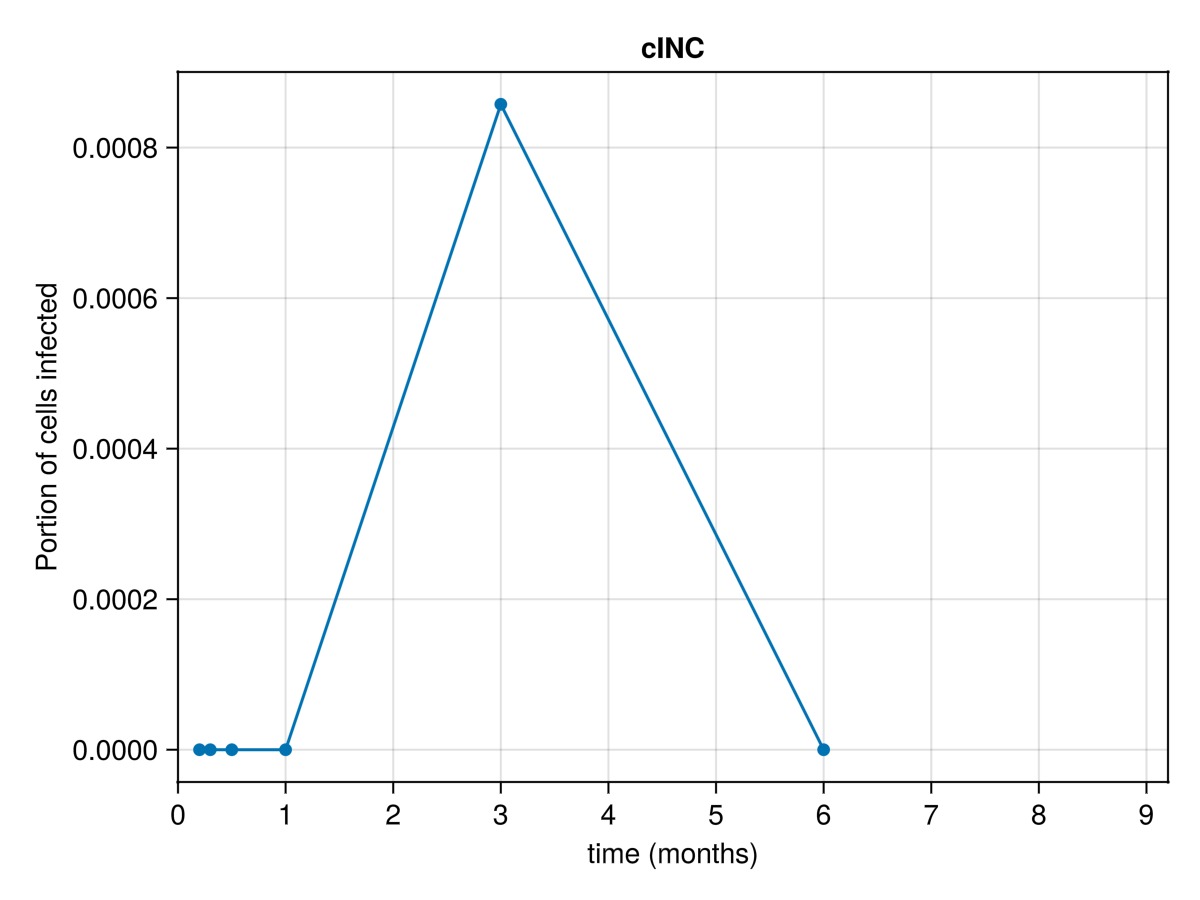 cINC
Portion of cells infected
0.0008
0.0006
0.0004
0.0002
0.0000
0 1 2 3 4 5 6 7 8 9
time (months)